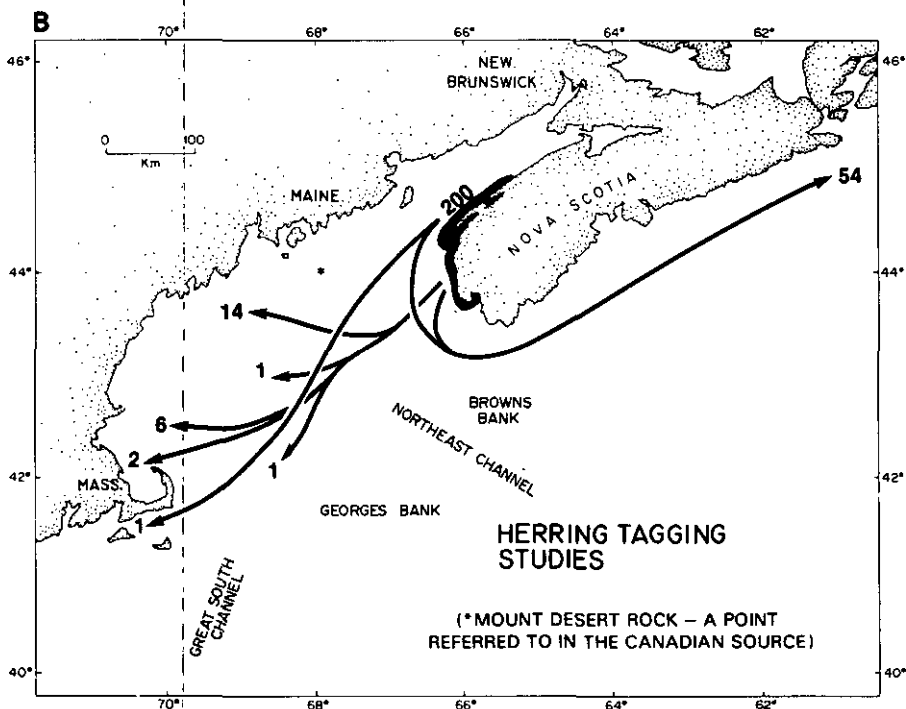 B
70° 68° 66° 64° 62°
46° 46°
NEW
BRUNSWICK
0 100
Km
MAINE
200
NOVA SCOTIA
54
44° 44°
14
1
BROWNS
BANK
6
NORTHEAST CHANNEL
2
1
42° 42°
MASS.
1
GEORGES BANK
HERRING TAGGING
STUDIES
GREAT SOUTH
CHANNEL
(*MOUNT DESERT ROCK – A POINT
REFERRED TO IN THE CANADIAN SOURCE)
40° 40°
70° 68° 66° 64° 62°